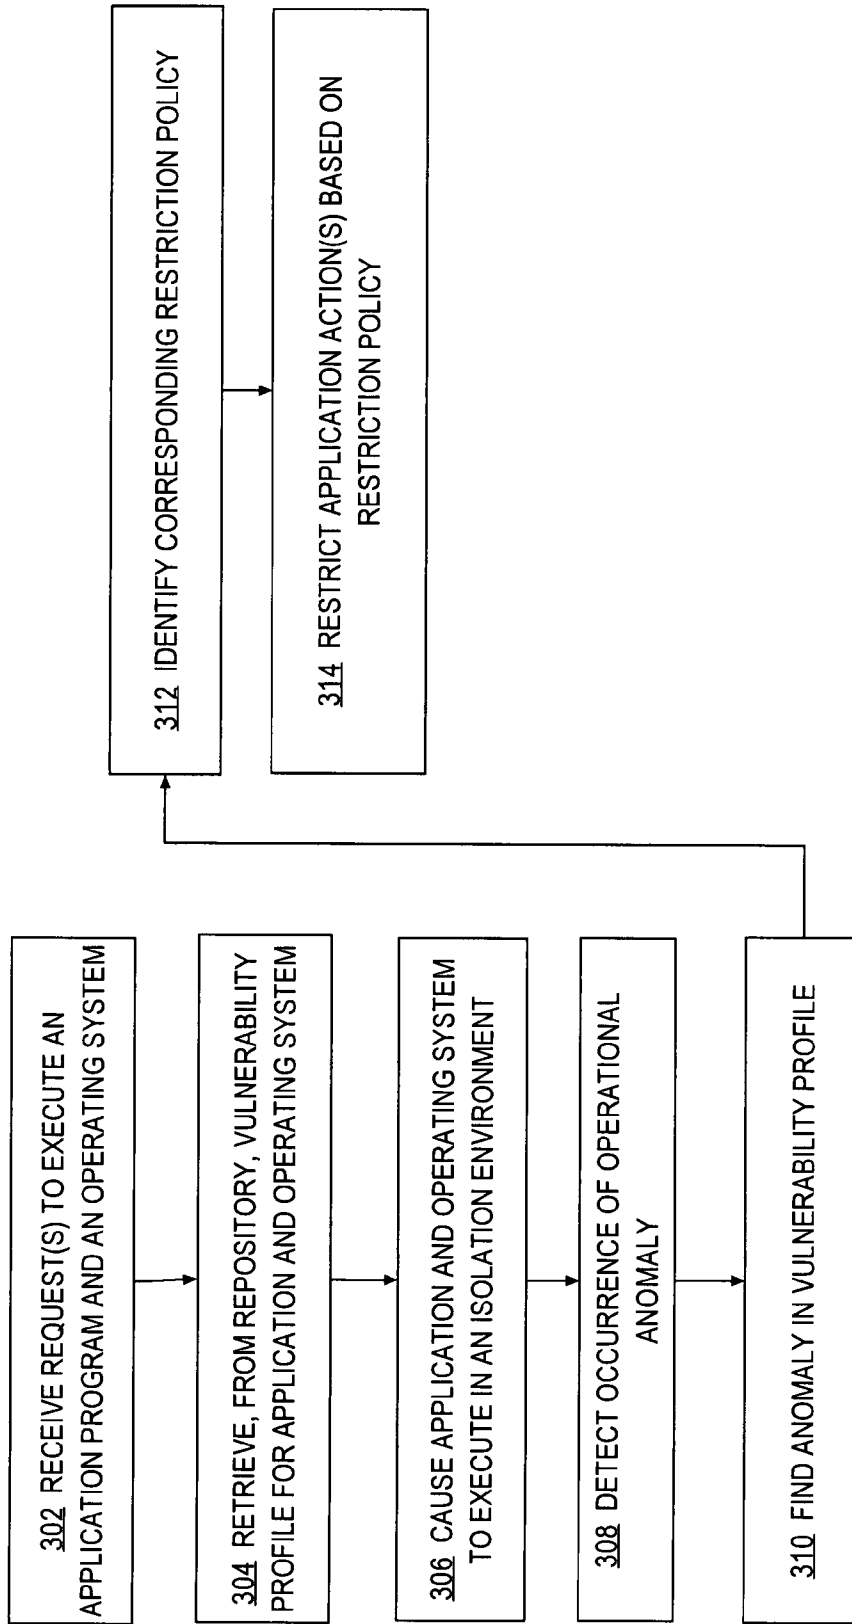 302 RECEIVE REQUEST(S) TO EXECUTE AN
APPLICATION PROGRAM AND AN OPERATING SYSTEM
304 RETRIEVE, FROM REPOSITORY, VULNERABILITY
PROFILE FOR APPLICATION AND OPERATING SYSTEM
306 CAUSE APPLICATION AND OPERATING SYSTEM
TO EXECUTE IN AN ISOLATION ENVIRONMENT
308 DETECT OCCURRENCE OF OPERATIONAL
ANOMALY
310 FIND ANOMALY IN VULNERABILITY PROFILE
312 IDENTIFY CORRESPONDING RESTRICTION POLICY
314 RESTRICT APPLICATION ACTION(S) BASED ON
RESTRICTION POLICY